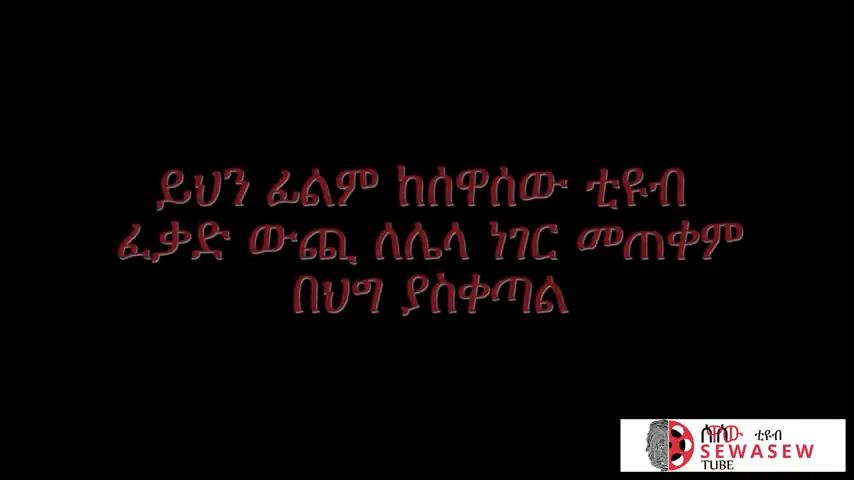 ይህን ፊልም ከሰዋሰው ቲዩብ
ፈቃድ ውጪ ለሌላ ነገር መጠቀም
በህግ ያስቀጣል
ሰዋሰው ቲዩብ
SEWASEW
TUBE